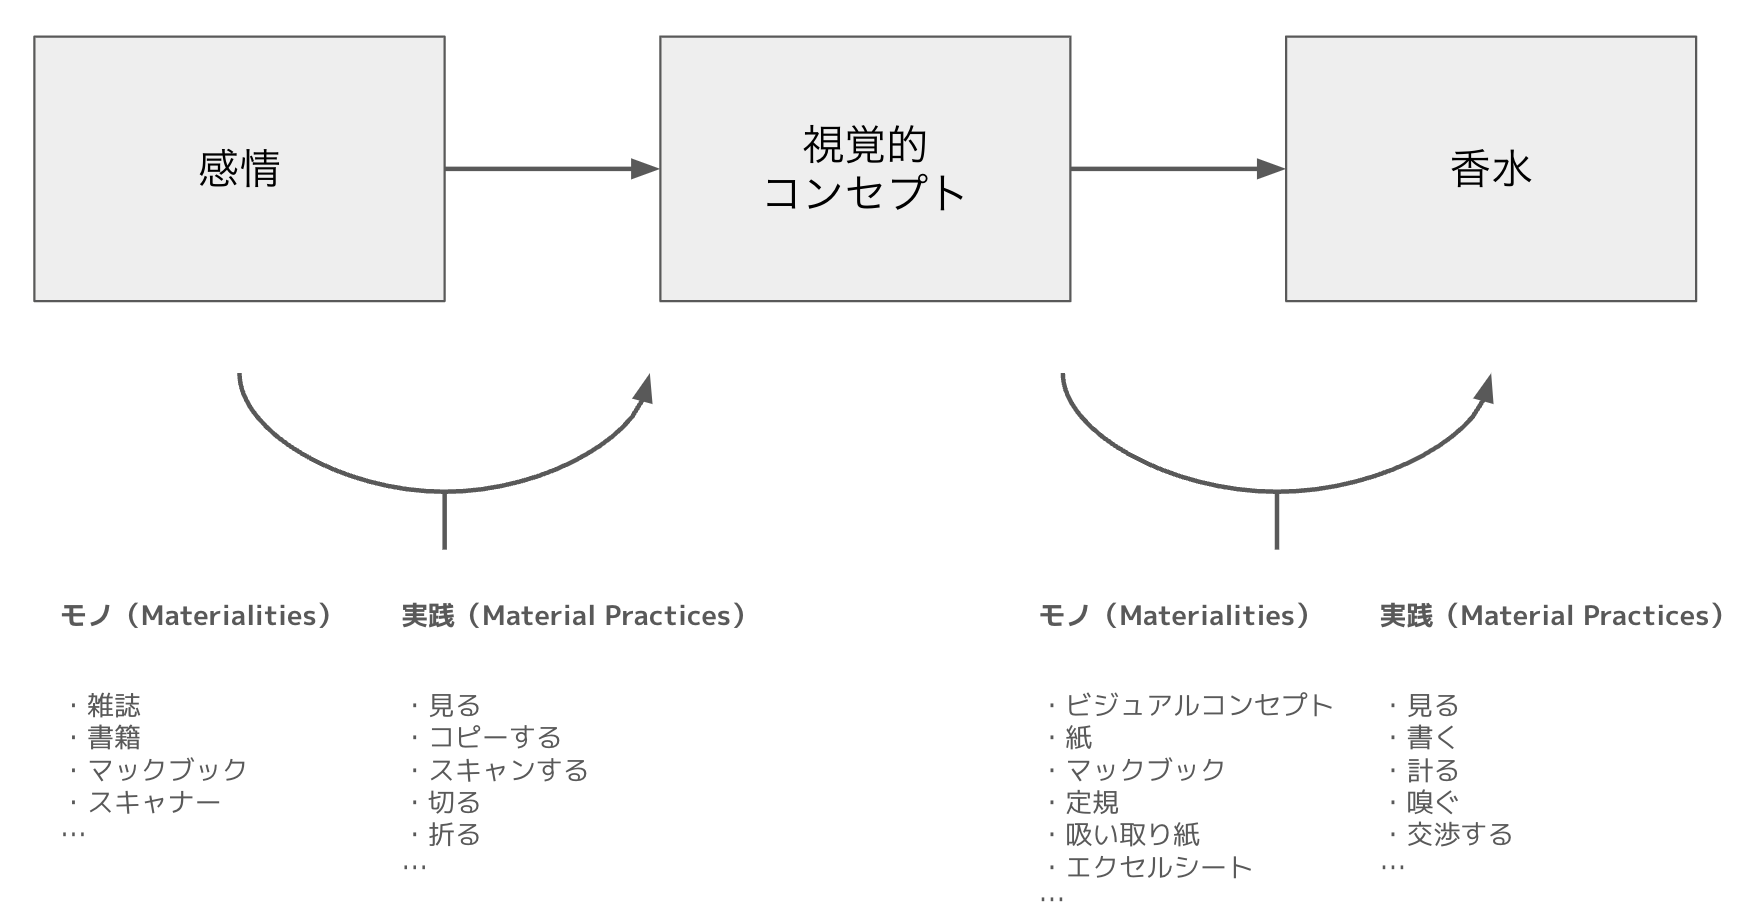 感情
視覚的
コンセプト
香水
モノ（Materialities）
・雑誌
・書籍
・マックブック
・スキャナー
…
実践（Material Practices）
・見る
・コピーする
・スキャンする
・切る
・折る
…
モノ（Materialities）
・ビジュアルコンセプト
・紙
・マックブック
・定規
・吸い取り紙
・エクセルシート
…
実践（Material Practices）
・見る
・書く
・計る
・嗅ぐ
・交渉する
…